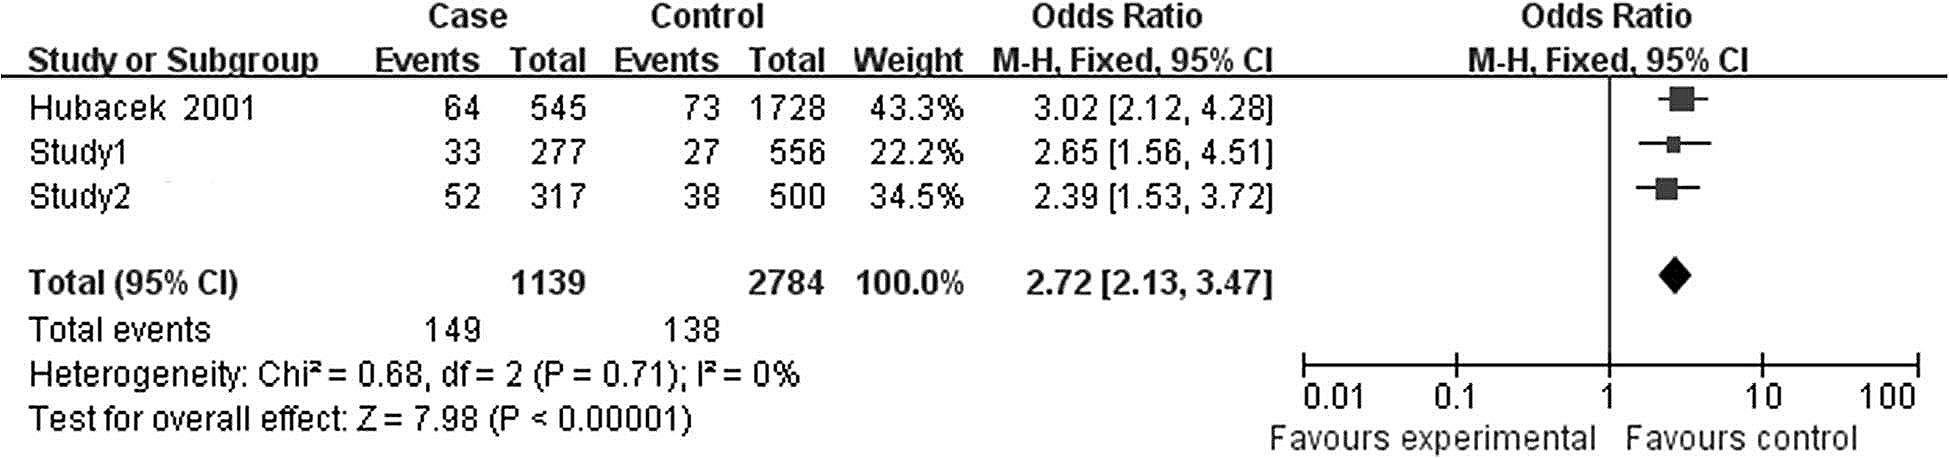 Case Control Odds Ratio Odds Ratio
Study or Subgroup Events Total Events Total Weight M-H, Fixed, 95% CI M-H, Fixed, 95% CI
Hubacek 2001 64 545 73 1728 43.3% 3.02 [2.12, 4.28]
Study1 33 277 27 556 22.2% 2.65 [1.56, 4.51]
Study2 52 317 38 500 34.5% 2.39 [1.53, 3.72]
Total (95% CI) 1139 2784 100.0% 2.72 [2.13, 3.47]
Total events 149 138
Heterogeneity: Chi² = 0.68, df = 2 (P = 0.71); I² = 0%
Test for overall effect: Z = 7.98 (P < 0.00001)
0.01 0.1 1 10 100
Favours experimental Favours control